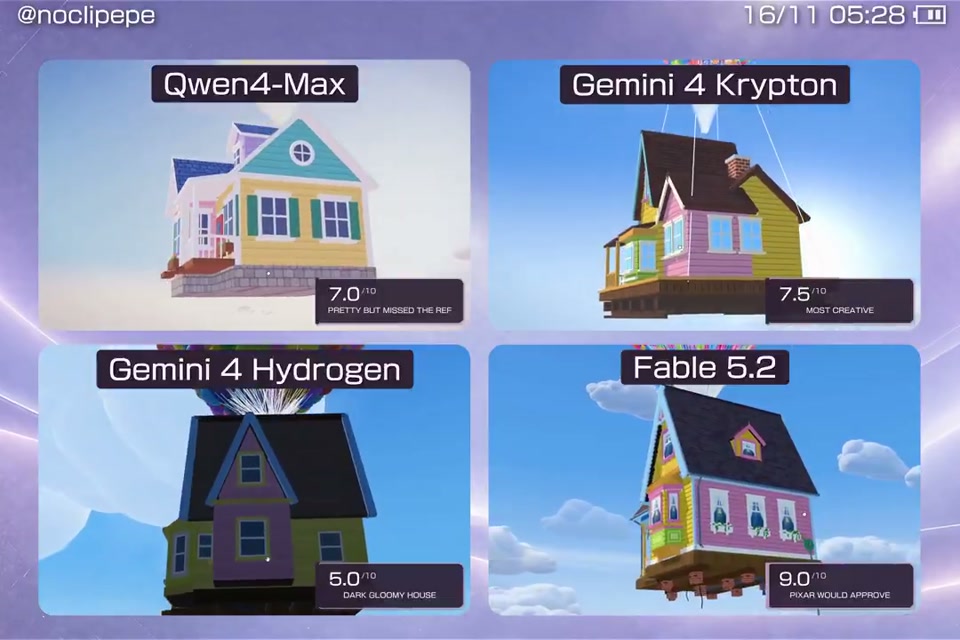 @noclipepe
16/11 05:28
Qwen4-Max
Gemini 4 Krypton
7.0/10
PRETTY BUT MISSED THE REF
7.5/10
MOST CREATIVE
Gemini 4 Hydrogen
Fable 5.2
5.0/10
DARK GLOOMY HOUSE
9.0/10
PIXAR WOULD APPROVE